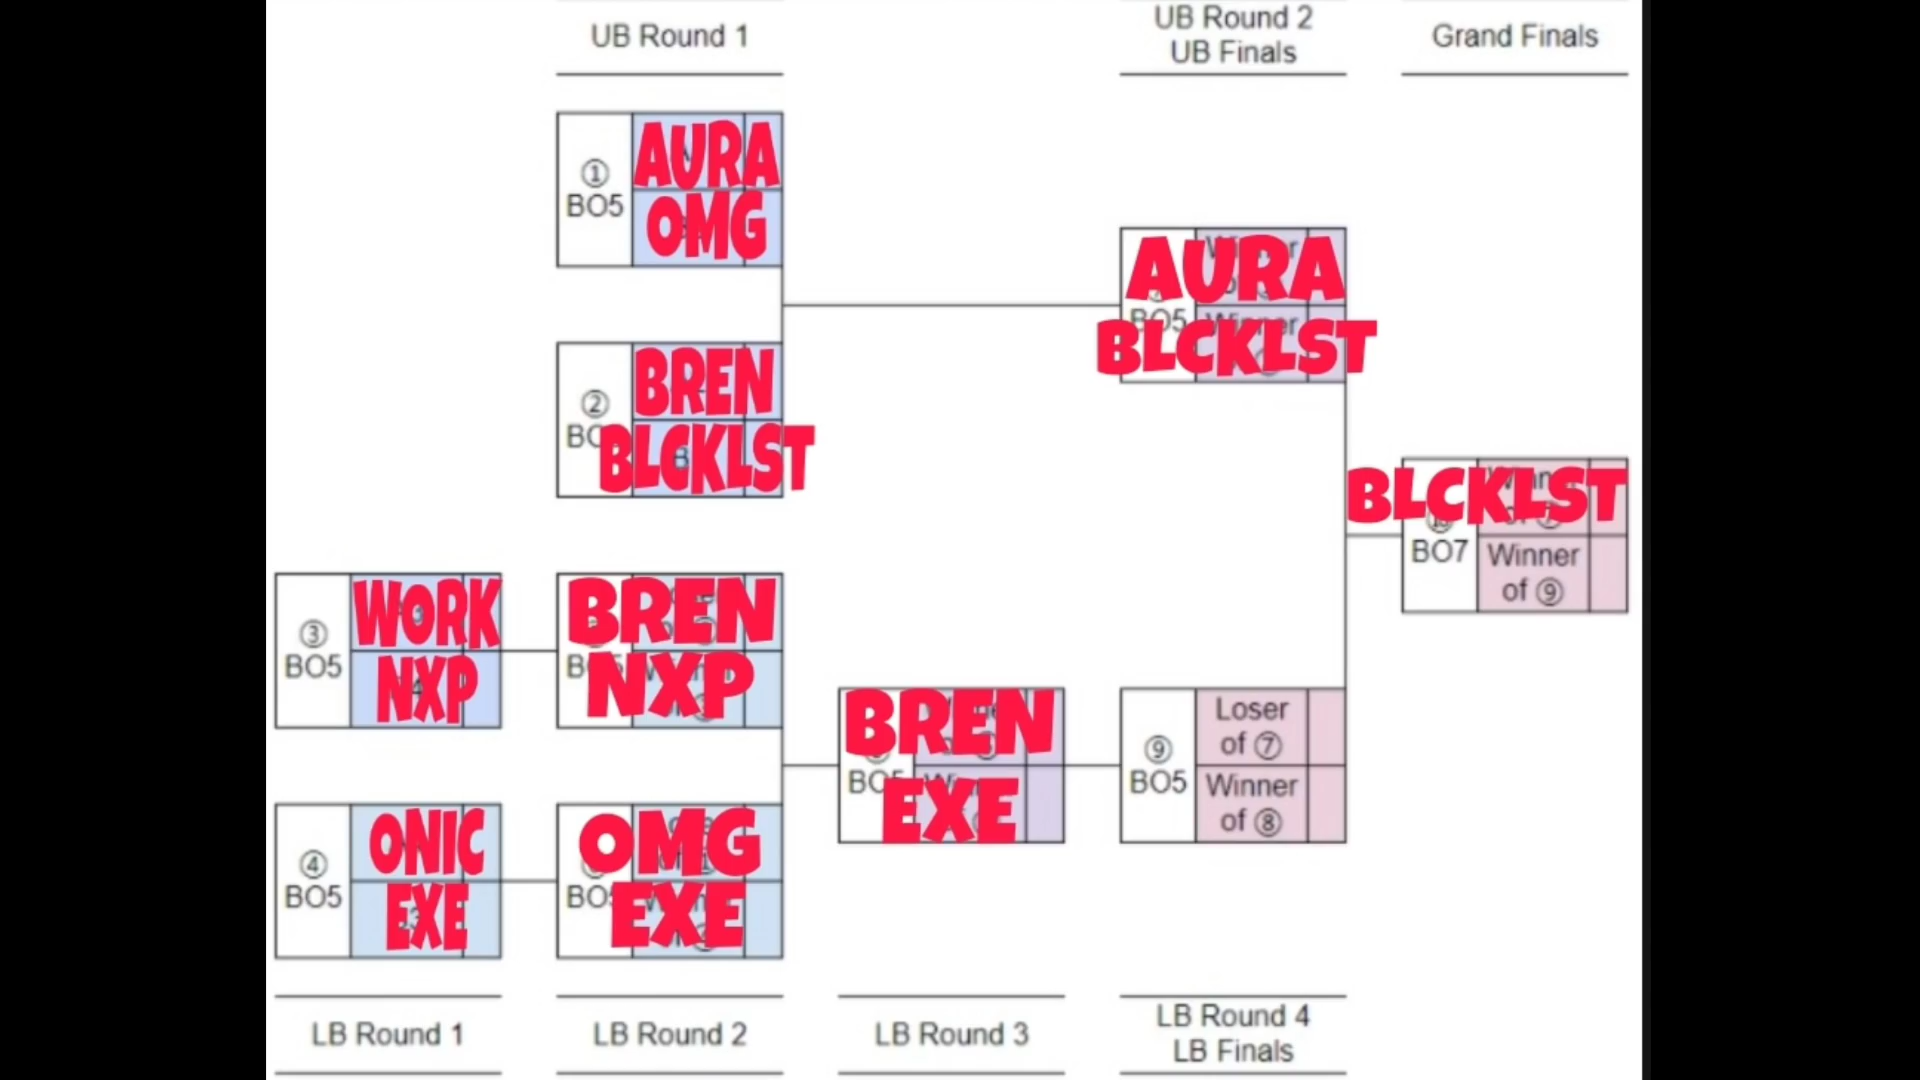 UB Round 1
UB Round 2
UB Finals
Grand Finals
①
BO5
AURA
OMG
②
BREN
BLCKLST
AURA
BO5
BLCKLST
BLCKLST
BO7
Winner
of ⑨
③
BO5
WORK
NXP
BREN
NXP
④
BO5
ONIC
EXE
OMG
EXE
BREN
EXE
⑨
BO5
Loser
of ⑦
Winner
of ⑧
LB Round 1
LB Round 2
LB Round 3
LB Round 4
LB Finals